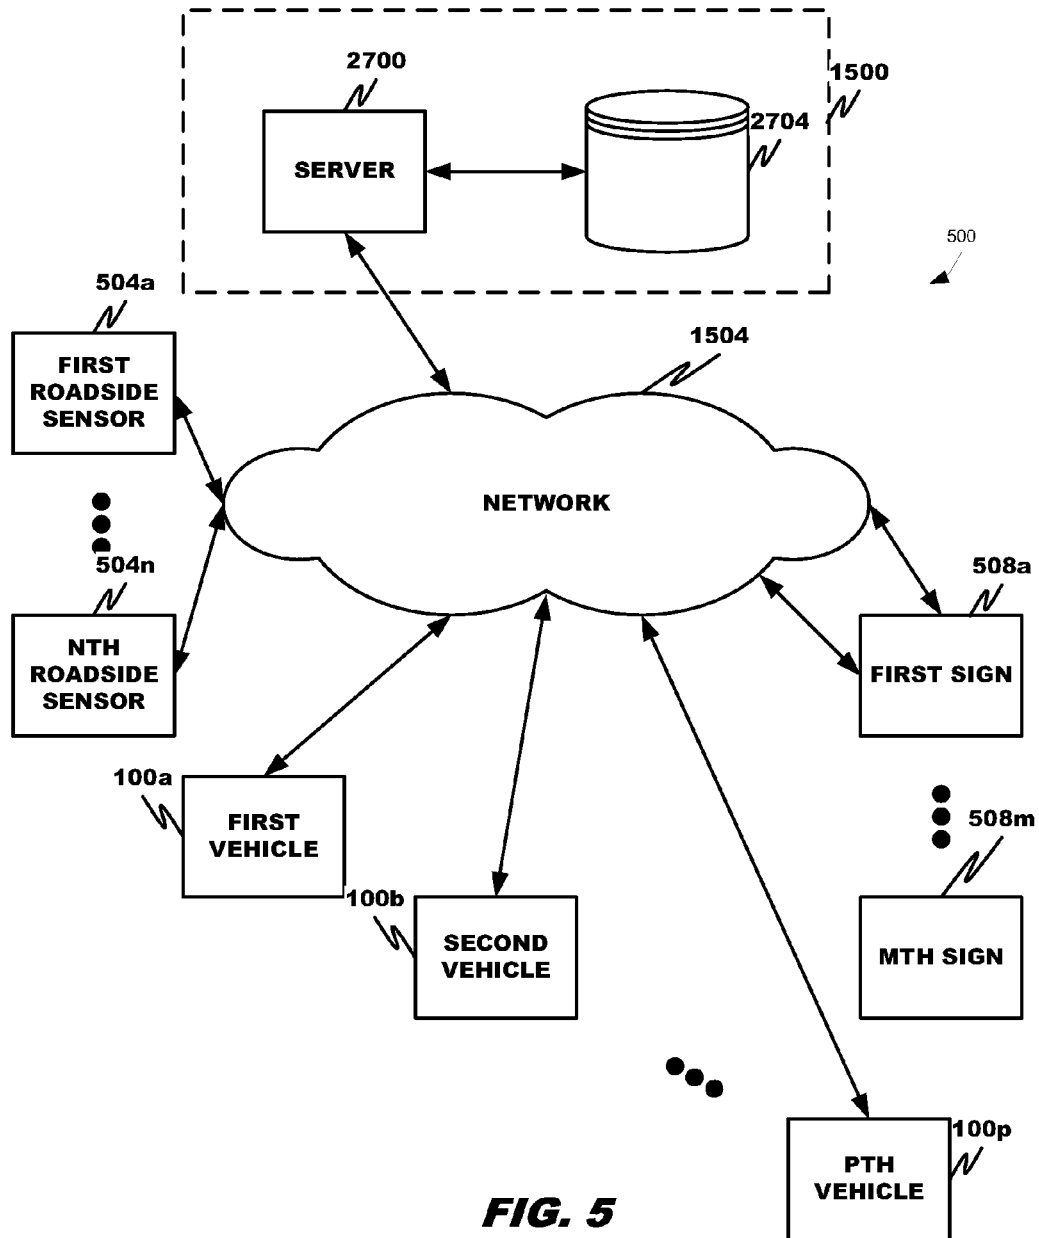 2700
1500
2704
SERVER
500
504a
FIRST
ROADSIDE
SENSOR
1504
NETWORK
504n
NTH
ROADSIDE
SENSOR
508a
FIRST SIGN
100a
FIRST
VEHICLE
508m
100b
SECOND
VEHICLE
MTH SIGN
100p
PTH
VEHICLE
FIG. 5